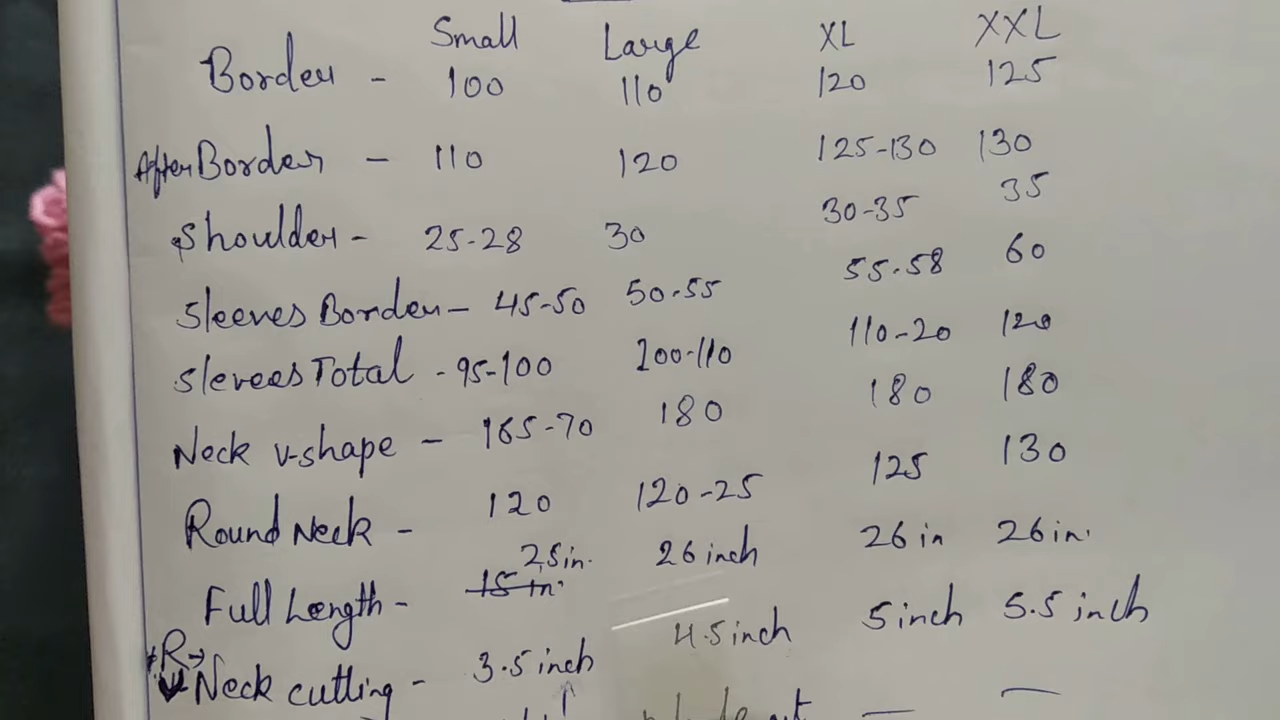 Small Large XL XXL
Border - 100 110 120 125
After Border - 110 120 125-130 130
Shoulder - 25-28 30 30-35 35
Sleeves Border - 45-50 50-55 55-58 60
Slevees Total - 95-100 100-110 110-20 120
Neck v-shape - 165-70 180 180 180
Round Neck - 120 120-25 125 130
Full Length - 15 in. 25in. 26 inch 26 in 26 in.
R→
Neck cutting - 3.5 inch 4.5 inch 5 inch 5.5 inch